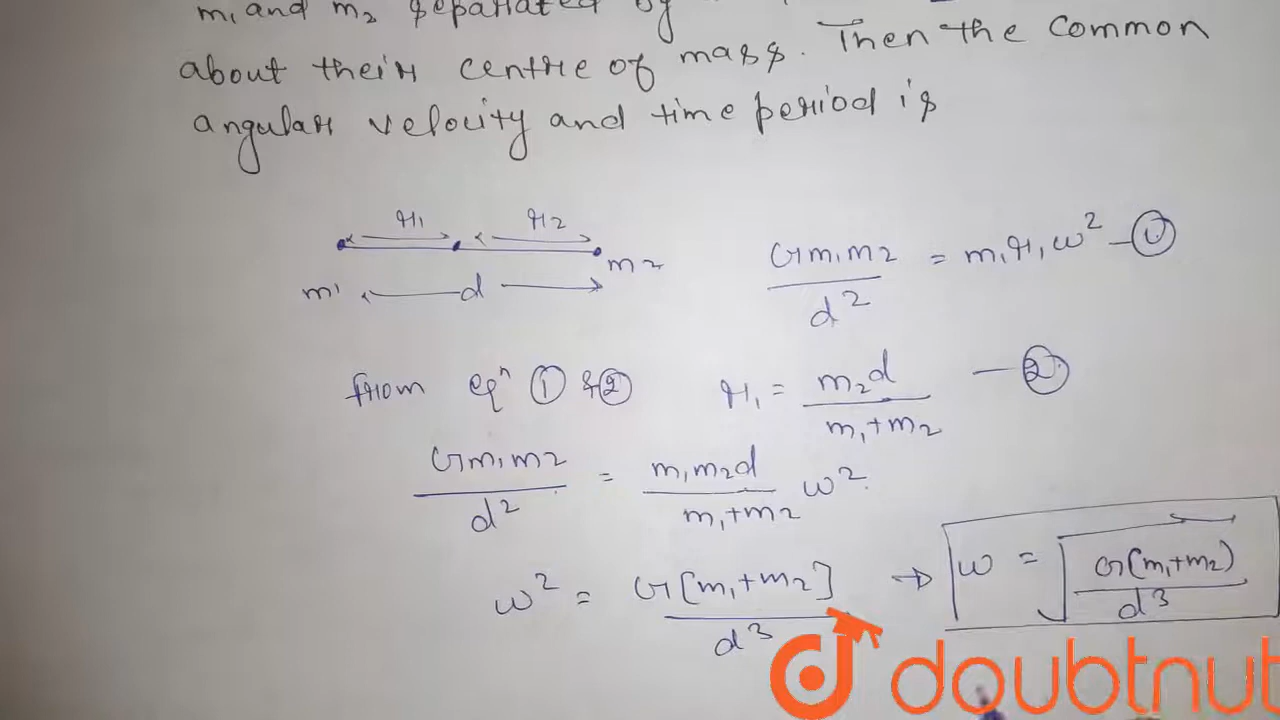 m₁ and m₂ separated by
about their centre of mass. Then the common
angular velocity and time period is
r₁ r₂
m₁ d m₂
Gm₁m₂/d² = m₁r₁ω² — ①
from eqⁿ ① & ② r₁ = m₂d/(m₁+m₂) — ②
Gm₁m₂/d² = m₁m₂d/(m₁+m₂) ω²
ω² = G[m₁+m₂]/d³ ⇒ ω = √(G(m₁+m₂)/d³)
doubtnut